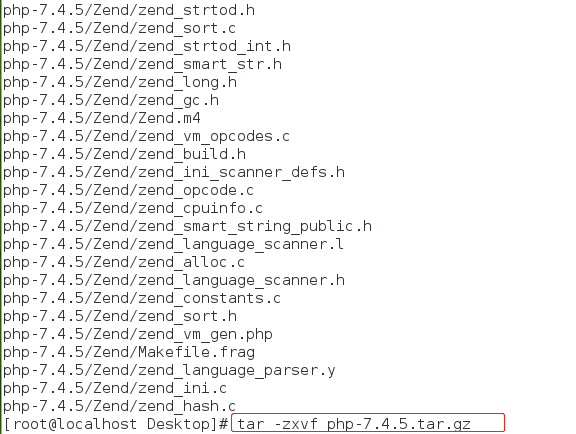 php-7.4.5/Zend/zend_strtod.h
php-7.4.5/Zend/zend_sort.c
php-7.4.5/Zend/zend_strtod_int.h
php-7.4.5/Zend/zend_smart_str.h
php-7.4.5/Zend/zend_long.h
php-7.4.5/Zend/zend_gc.h
php-7.4.5/Zend/Zend.m4
php-7.4.5/Zend/zend_vm_opcodes.c
php-7.4.5/Zend/zend_build.h
php-7.4.5/Zend/zend_ini_scanner_defs.h
php-7.4.5/Zend/zend_opcode.c
php-7.4.5/Zend/zend_cpuinfo.c
php-7.4.5/Zend/zend_smart_string_public.h
php-7.4.5/Zend/zend_language_scanner.l
php-7.4.5/Zend/zend_alloc.c
php-7.4.5/Zend/zend_language_scanner.h
php-7.4.5/Zend/zend_constants.c
php-7.4.5/Zend/zend_sort.h
php-7.4.5/Zend/zend_vm_gen.php
php-7.4.5/Zend/Makefile.frag
php-7.4.5/Zend/zend_language_parser.y
php-7.4.5/Zend/zend_ini.c
php-7.4.5/Zend/zend_hash.c
[root@localhost Desktop]# tar -zxvf php-7.4.5.tar.gz